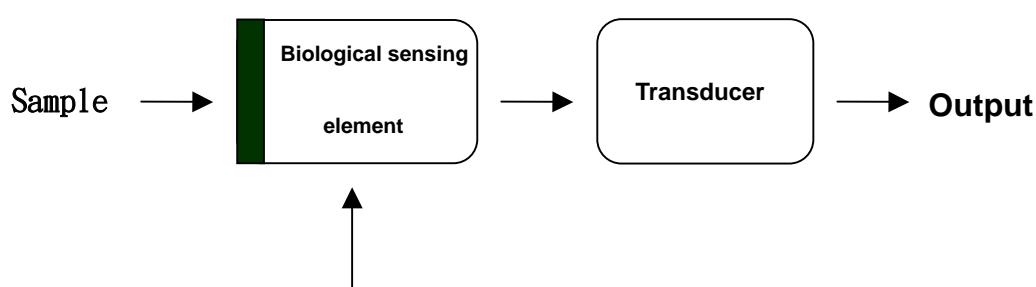 Sample
Biological sensing
element
Transducer
Output